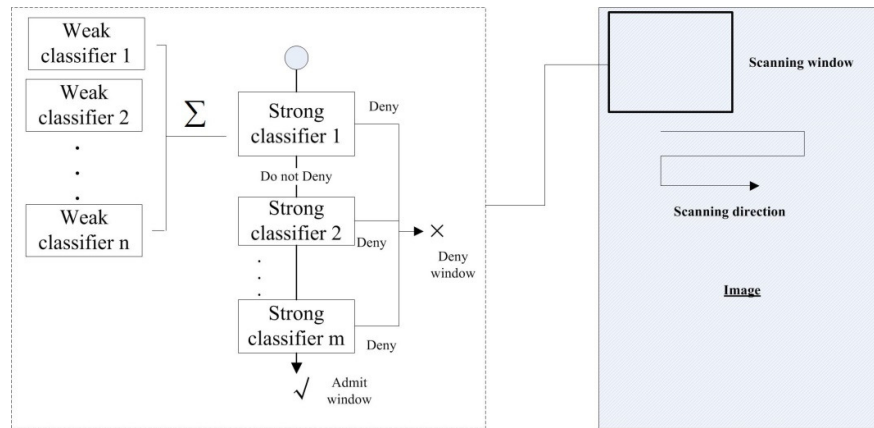 Weak
classifier 1
Weak
classifier 2
.
.
.
Weak
classifier n
∑
Strong
classifier 1
Deny
Do not Deny
Strong
classifier 2
Deny
.
.
.
.
Strong
classifier m
Deny
×
Deny
window
√
Admit
window
Scanning window
Scanning direction
Image